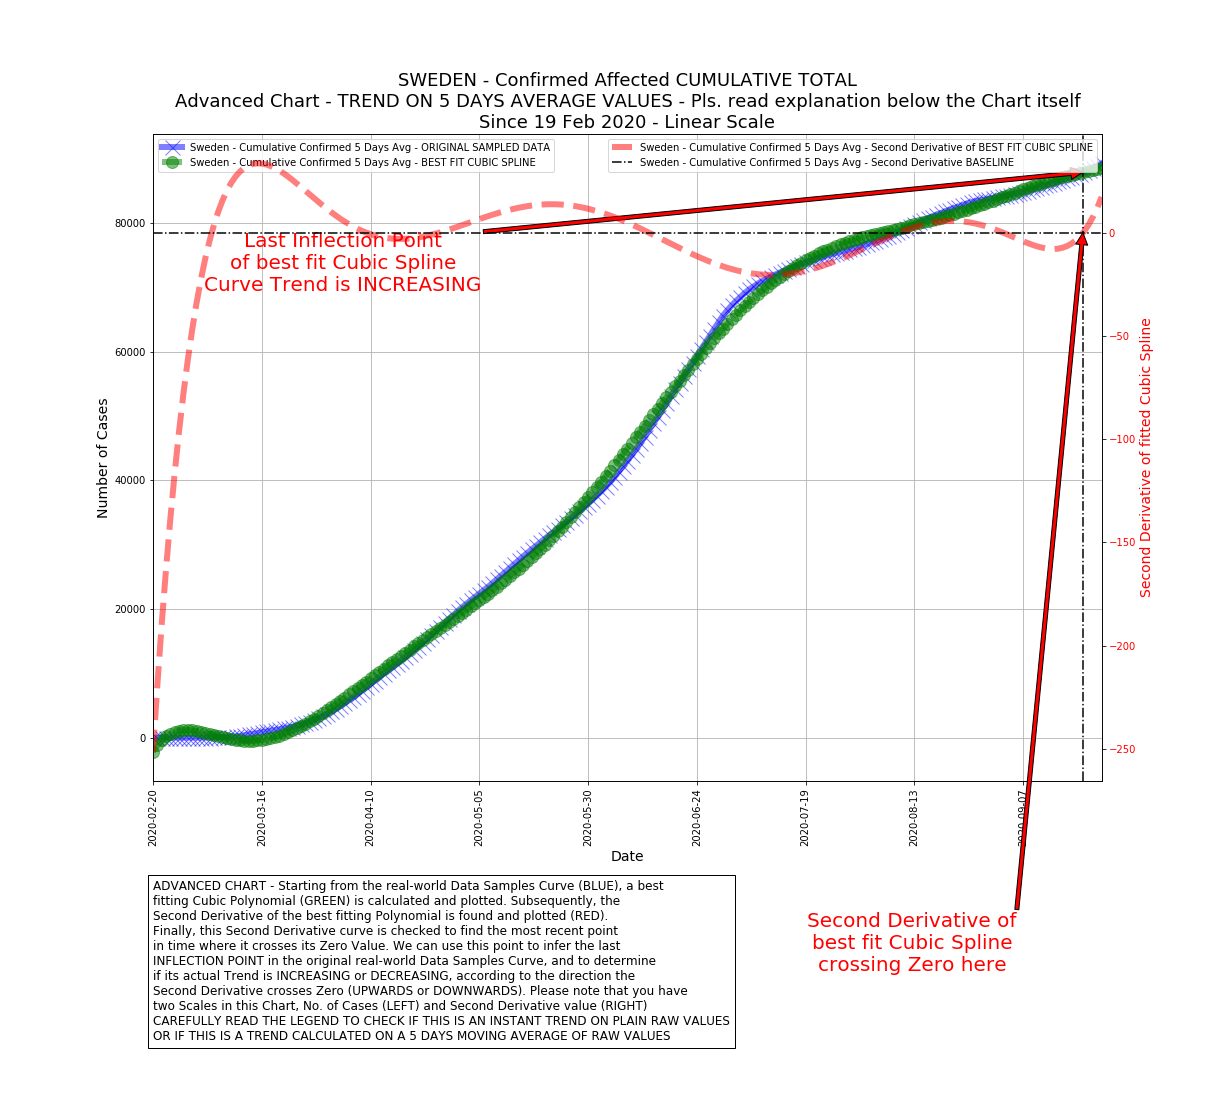 SWEDEN - Confirmed Affected CUMULATIVE TOTAL
Advanced Chart - TREND ON 5 DAYS AVERAGE VALUES - Pls. read explanation below the Chart itself
Since 19 Feb 2020 - Linear Scale
Sweden - Cumulative Confirmed 5 Days Avg - ORIGINAL SAMPLED DATA
Sweden - Cumulative Confirmed 5 Days Avg - BEST FIT CUBIC SPLINE
Sweden - Cumulative Confirmed 5 Days Avg - Second Derivative of BEST FIT CUBIC SPLINE
Sweden - Cumulative Confirmed 5 Days Avg - Second Derivative BASELINE
Last Inflection Point
of best fit Cubic Spline
Curve Trend is INCREASING
Number of Cases
80000
60000
40000
20000
0
0
−50
−100
−150
−200
−250
Second Derivative of fitted Cubic Spline
2020-02-20
2020-03-16
2020-04-10
2020-05-05
2020-05-30
2020-06-24
2020-07-19
2020-08-13
2020-09-07
Date
ADVANCED CHART - Starting from the real-world Data Samples Curve (BLUE), a best
fitting Cubic Polynomial (GREEN) is calculated and plotted. Subsequently, the
Second Derivative of the best fitting Polynomial is found and plotted (RED).
Finally, this Second Derivative curve is checked to find the most recent point
in time where it crosses its Zero Value. We can use this point to infer the last
INFLECTION POINT in the original real-world Data Samples Curve, and to determine
if its actual Trend is INCREASING or DECREASING, according to the direction the
Second Derivative crosses Zero (UPWARDS or DOWNWARDS). Please note that you have
two Scales in this Chart, No. of Cases (LEFT) and Second Derivative value (RIGHT)
CAREFULLY READ THE LEGEND TO CHECK IF THIS IS AN INSTANT TREND ON PLAIN RAW VALUES
OR IF THIS IS A TREND CALCULATED ON A 5 DAYS MOVING AVERAGE OF RAW VALUES
Second Derivative of
best fit Cubic Spline
crossing Zero here